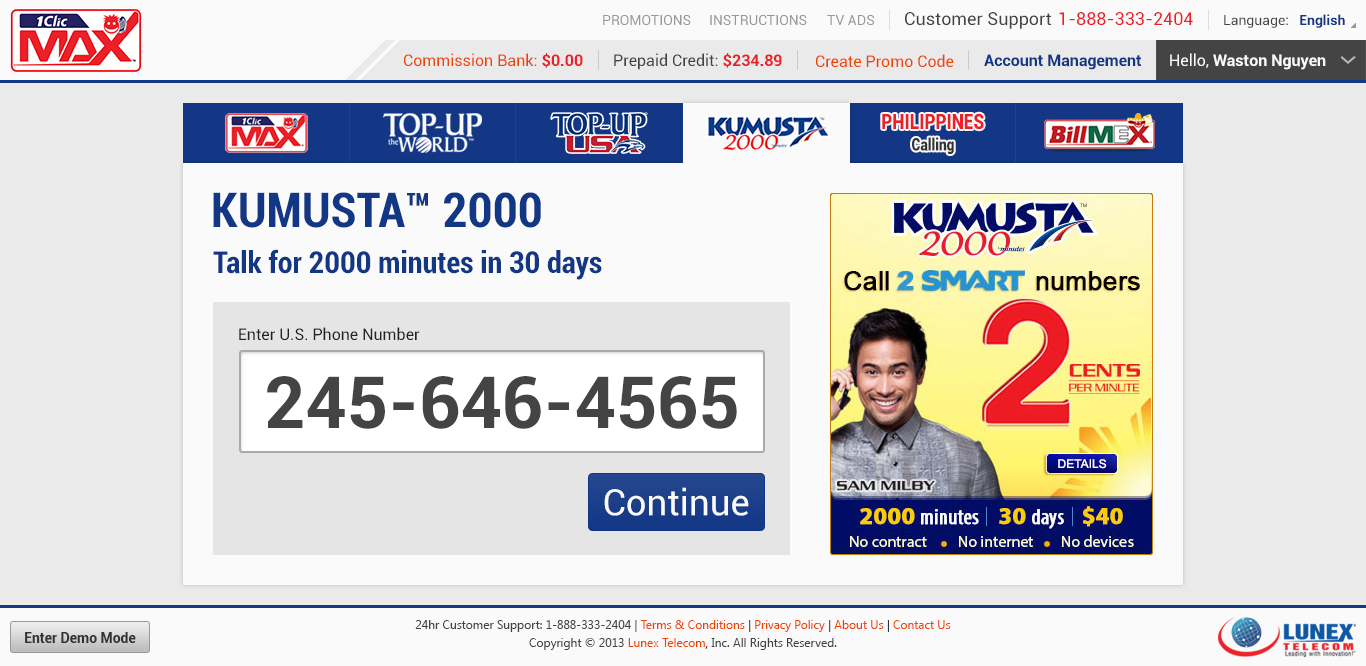 1Clic
MAX
PROMOTIONS INSTRUCTIONS TV ADS Customer Support 1-888-333-2404 Language: English
Commission Bank: $0.00 Prepaid Credit: $234.89 Create Promo Code Account Management Hello, Waston Nguyen
1Clic
MAX
TOP-UP
the WORLD™
TOP-UP
USA
KUMUSTA
2000
PHILIPPINES
Calling
BillMEX
KUMUSTA™ 2000
Talk for 2000 minutes in 30 days
Enter U.S. Phone Number
245-646-4565
Continue
KUMUSTA™
2000 minutes
Call 2 SMART numbers
2 CENTS
PER MINUTE
DETAILS
SAM MILBY
2000 minutes | 30 days | $40
No contract • No internet • No devices
Enter Demo Mode
24hr Customer Support: 1-888-333-2404 | Terms & Conditions | Privacy Policy | About Us | Contact Us
Copyright © 2013 Lunex Telecom, Inc. All Rights Reserved.
LUNEX
TELECOM
Leading with Innovation!